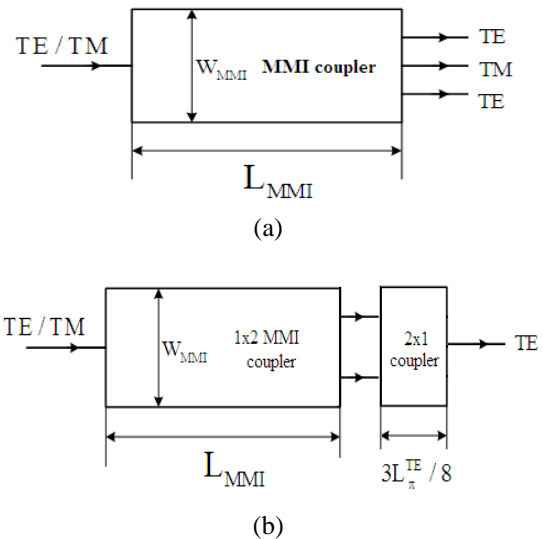 TE / TM
W_MMI MMI coupler
TE
TM
TE
L_MMI
(a)
TE / TM
W_MMI
1x2 MMI
coupler
2x1
coupler
TE
L_MMI
3L_π^TE / 8
(b)